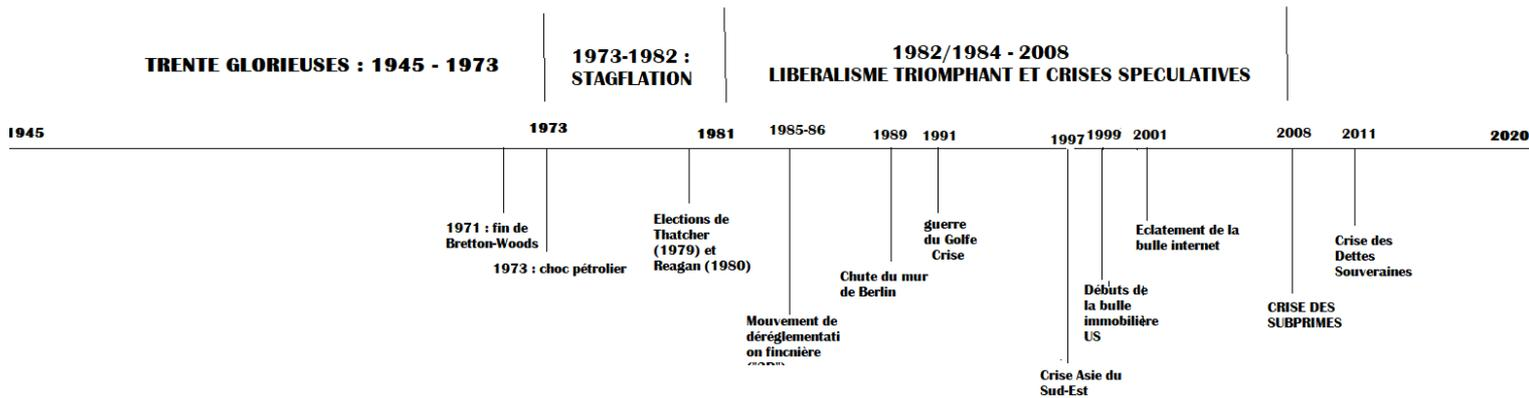 TRENTE GLORIEUSES : 1945 - 1973
1973-1982 :
STAGFLATION
1982/1984 - 2008
LIBERALISME TRIOMPHANT ET CRISES SPECULATIVES
1945
1973
1981
1985-86
1989
1991
1997
1999
2001
2008
2011
2020
1971 : fin de
Bretton-Woods
1973 : choc pétrolier
Elections de
Thatcher
(1979) et
Reagan (1980)
Mouvement de
déréglementati
on fincnière
Chute du mur
de Berlin
guerre
du Golfe
Crise
Crise Asie du
Sud-Est
Débuts de
la bulle
immobilière
US
Eclatement de la
bulle internet
CRISE DES
SUBPRIMES
Crise des
Dettes
Souveraines